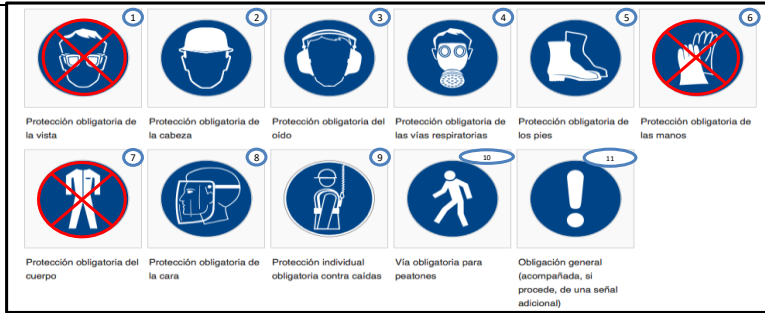 1 2 3 4 5 6
Protección obligatoria de
la vista
Protección obligatoria de
la cabeza
Protección obligatoria del
oído
Protección obligatoria de
las vías respiratorias
Protección obligatoria de
los pies
Protección obligatoria de
las manos
7 8 9 10 11
Protección obligatoria del
cuerpo
Protección obligatoria de
la cara
Protección individual
obligatoria contra caídas
Vía obligatoria para
peatones
Obligación general
(acompañada, si
procede, de una señal
adicional)